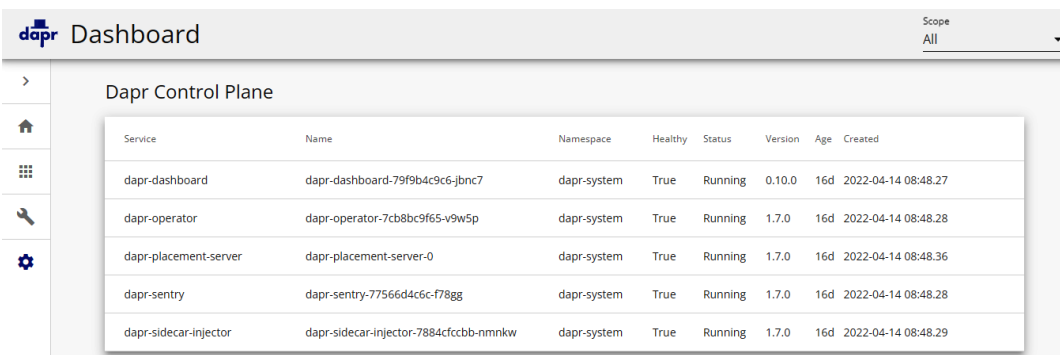 dapr Dashboard
Scope
All
Dapr Control Plane
Service Name Namespace Healthy Status Version Age Created
dapr-dashboard dapr-dashboard-79f9b4c9c6-jbnc7 dapr-system True Running 0.10.0 16d 2022-04-14 08:48.27
dapr-operator dapr-operator-7cb8bc9f65-v9w5p dapr-system True Running 1.7.0 16d 2022-04-14 08:48.28
dapr-placement-server dapr-placement-server-0 dapr-system True Running 1.7.0 16d 2022-04-14 08:48.36
dapr-sentry dapr-sentry-77566d4c6c-f78gg dapr-system True Running 1.7.0 16d 2022-04-14 08:48.28
dapr-sidecar-injector dapr-sidecar-injector-7884cfccbb-nmnkw dapr-system True Running 1.7.0 16d 2022-04-14 08:48.29